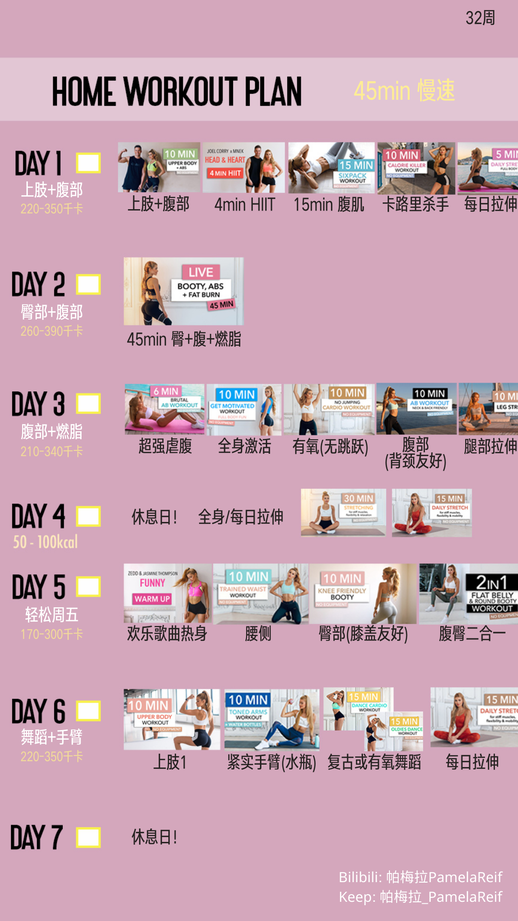 32周
HOME WORKOUT PLAN
45min 慢速
DAY 1
上肢+腹部
220-350千卡
10 MIN
UPPER BODY
+ ABS
上肢+腹部
JOEL CORRY x MNEK
HEAD & HEART
4 MIN HIIT
4min HIIT
15 MIN
SIXPACK
WORKOUT
15min 腹肌
10 MIN
CALORIE KILLER
WORKOUT
卡路里杀手
5 MIN
DAILY STRE
每日拉伸
DAY 2
臀部+腹部
260-390千卡
LIVE
BOOTY, ABS
+ FAT BURN
45 MIN
45min 臀+腹+燃脂
DAY 3
腹部+燃脂
210-340千卡
6 MIN
BRUTAL
AB WORKOUT
超强虐腹
10 MIN
GET MOTIVATED
WORKOUT
全身激活
10 MIN
NO JUMPING
CARDIO WORKOUT
有氧(无跳跃)
10 MIN
AB WORKOUT
NECK & BACK FRIENDLY
腹部
(背颈友好)
10 M
LEG STR
腿部拉伸
DAY 4
50 - 100kcal
休息日!
全身/每日拉伸
30 MIN
STRETCHING
15 MIN
DAILY STRETCH
DAY 5
轻松周五
170-300千卡
ZEDD & JASMINE THOMPSON
FUNNY
WARM UP
欢乐歌曲热身
10 MIN
TRAINED WAIST
WORKOUT
腰侧
10 MIN
KNEE FRIENDLY
BOOTY
臀部(膝盖友好)
2IN1
FLAT BELLY
& ROUND BOOTY
WORKOUT
腹臀二合一
DAY 6
舞蹈+手臂
220-350千卡
10 MIN
UPPER BODY
WORKOUT
上肢1
10 MIN
TONED ARMS
WORKOUT
紧实手臂(水瓶)
15 MIN
DANCE CARDIO
WORKOUT
15 MIN
OLDIES DANCE
WORKOUT
复古或有氧舞蹈
15 MIN
DAILY STRETC
每日拉伸
DAY 7
休息日!
Bilibili: 帕梅拉PamelaReif
Keep: 帕梅拉_PamelaReif